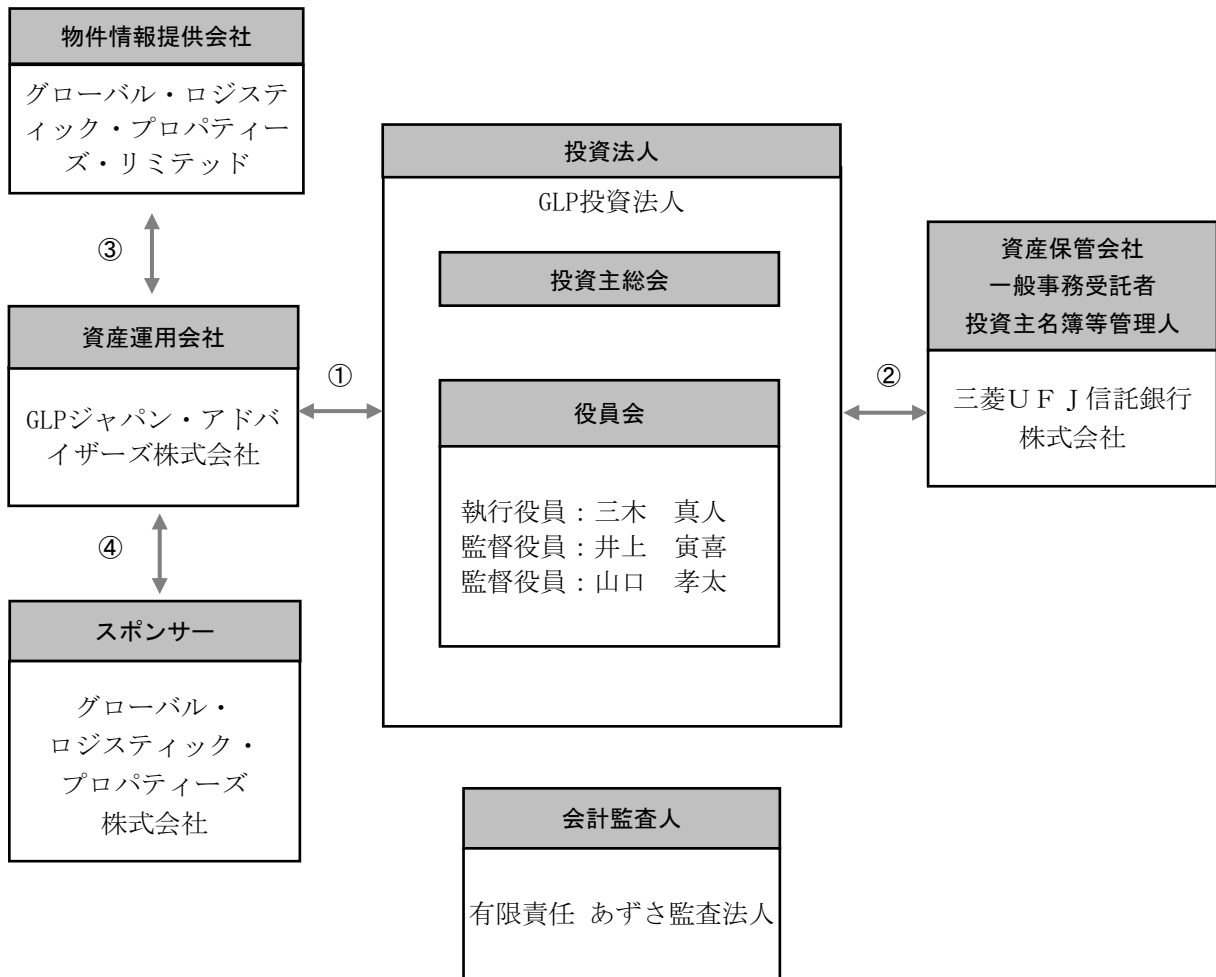 物件情報提供会社
グローバル・ロジステ
ィック・プロパティー
ズ・リミテッド
③
資産運用会社
GLPジャパン・アドバ
イザーズ株式会社
④
スポンサー
グローバル・
ロジスティック・
プロパティーズ
株式会社
①
投資法人
GLP投資法人
投資主総会
役員会
執行役員：三木　真人
監督役員：井上　寅喜
監督役員：山口　孝太
②
資産保管会社
一般事務受託者
投資主名簿等管理人
三菱ＵＦＪ信託銀行
株式会社
会計監査人
有限責任 あずさ監査法人